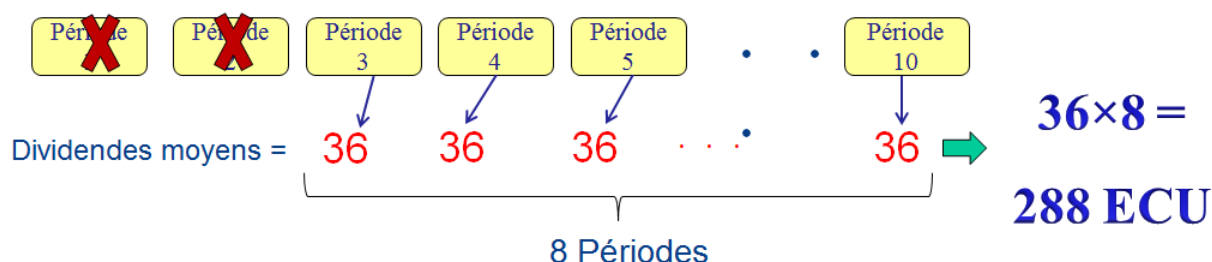 Période
Période
3
Période
4
Période
5
Période
10
Dividendes moyens =
36
36
36
. . .
36
36×8 =
288 ECU
8 Périodes